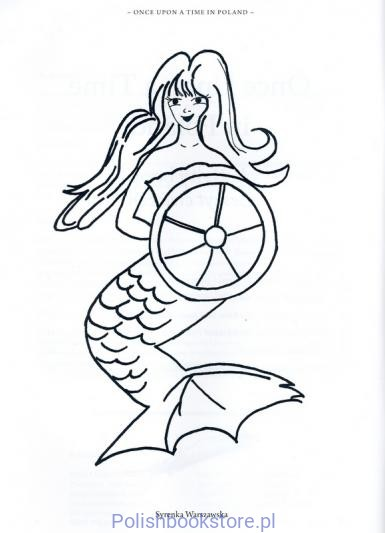 – ONCE UPON A TIME IN POLAND –
Syrenka Warszawska
Polishbookstore.pl